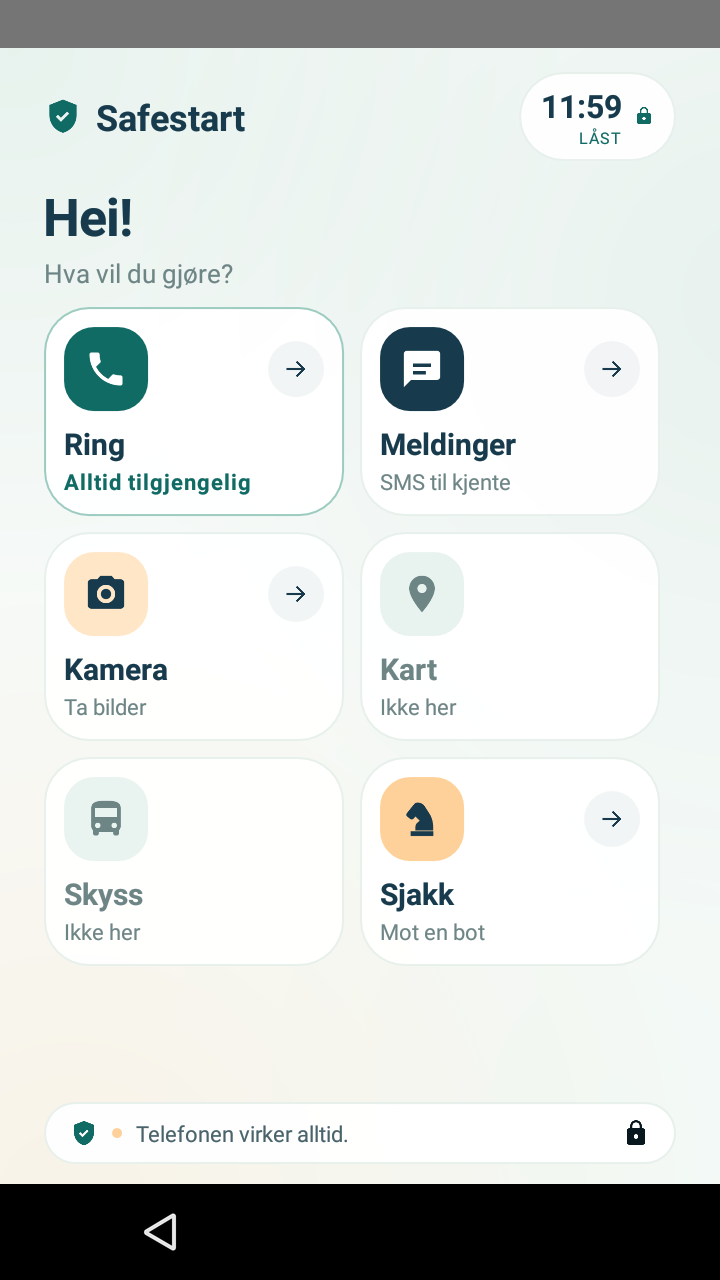 Safestart
11:59
LÅST
Hei!
Hva vil du gjøre?
Ring
Alltid tilgjengelig
Meldinger
SMS til kjente
Kamera
Ta bilder
Kart
Ikke her
Skyss
Ikke her
Sjakk
Mot en bot
Telefonen virker alltid.